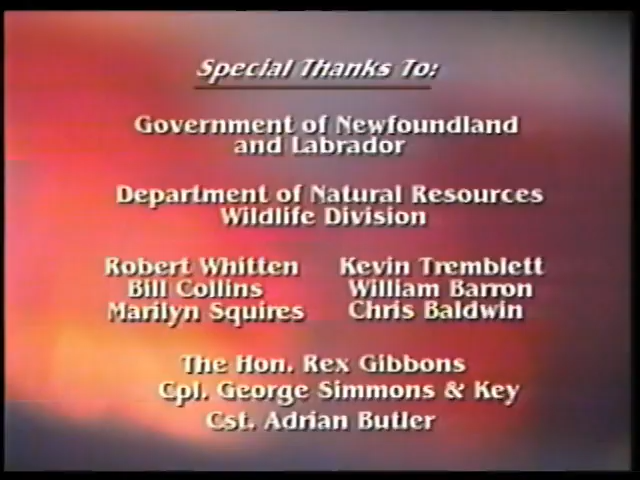 Special Thanks To:
Government of Newfoundland
and Labrador
Department of Natural Resources
Wildlife Division
Robert Whitten Kevin Tremblett
Bill Collins William Barron
Marilyn Squires Chris Baldwin
The Hon. Rex Gibbons
Cpl. George Simmons & Key
Cst. Adrian Butler